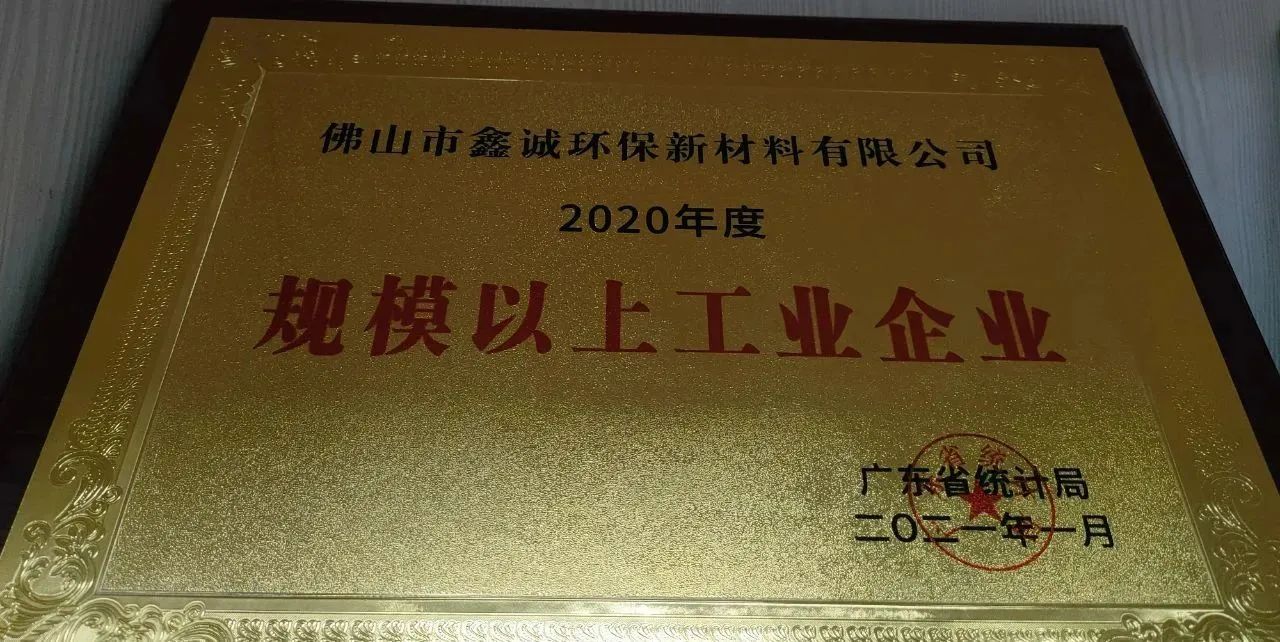 佛山市鑫诚环保新材料有限公司
2020年度
规模以上工业企业
广东省统计局
二〇二一年一月